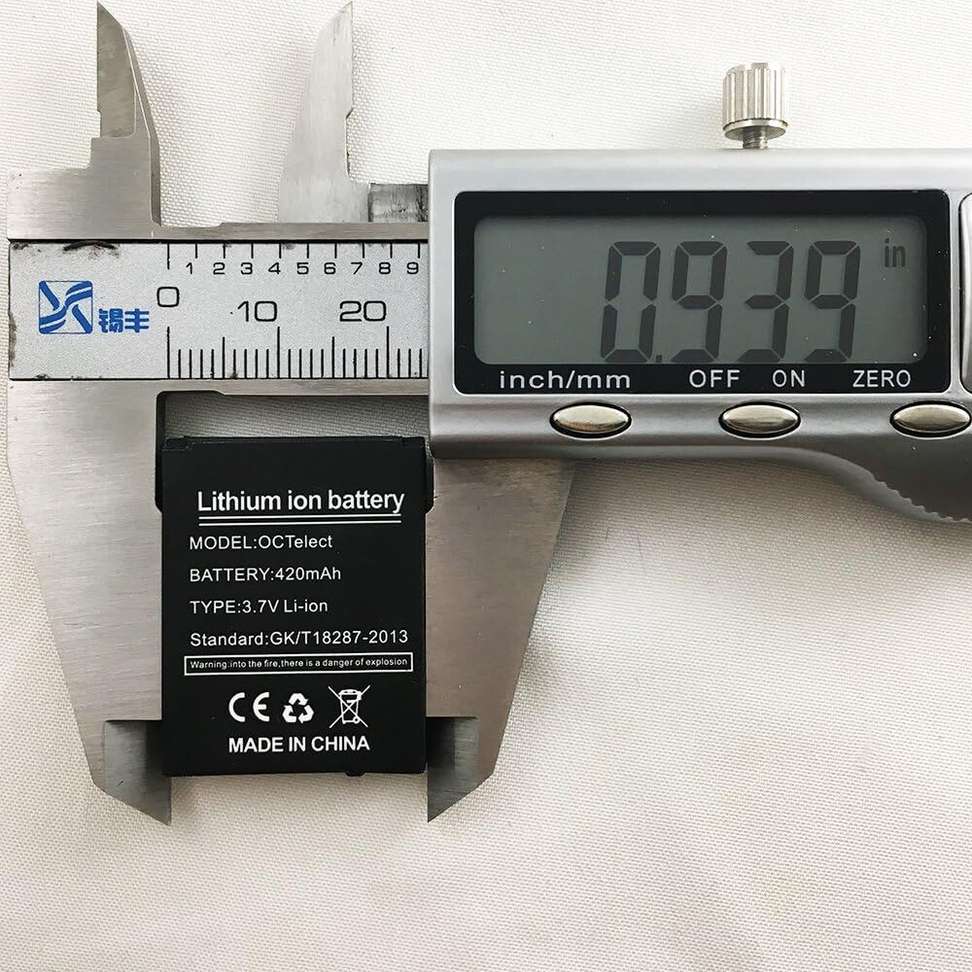 1 2 3 4 5 6 7 8 9
0 10 20
锡丰
0.939 in
inch/mm OFF ON ZERO
Lithium ion battery
MODEL:OCTelect
BATTERY:420mAh
TYPE:3.7V Li-ion
Standard:GK/T18287-2013
Warning:into the fire,there is a danger of explosion
CE
MADE IN CHINA